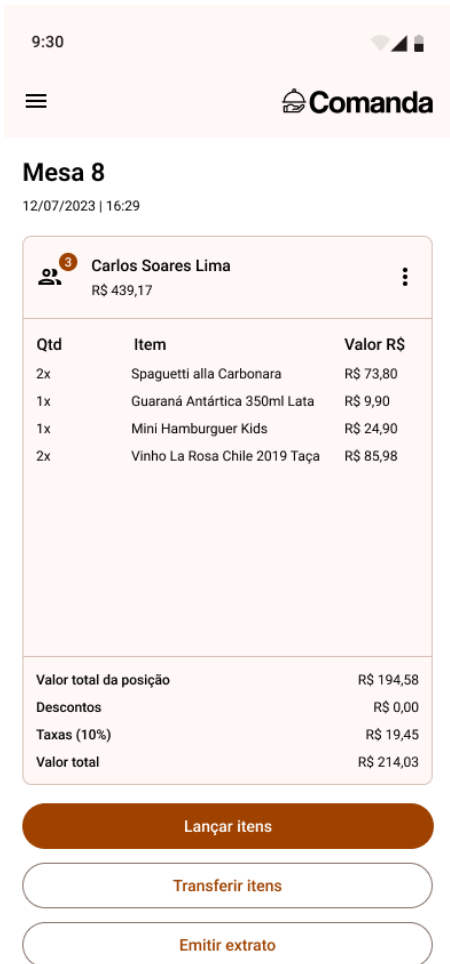 9:30
Comanda
Mesa 8
12/07/2023 | 16:29
3
Carlos Soares Lima
R$ 439,17
Qtd Item Valor R$
2x Spaguetti alla Carbonara R$ 73,80
1x Guaraná Antártica 350ml Lata R$ 9,90
1x Mini Hamburguer Kids R$ 24,90
2x Vinho La Rosa Chile 2019 Taça R$ 85,98
Valor total da posição R$ 194,58
Descontos R$ 0,00
Taxas (10%) R$ 19,45
Valor total R$ 214,03
Lançar itens
Transferir itens
Emitir extrato